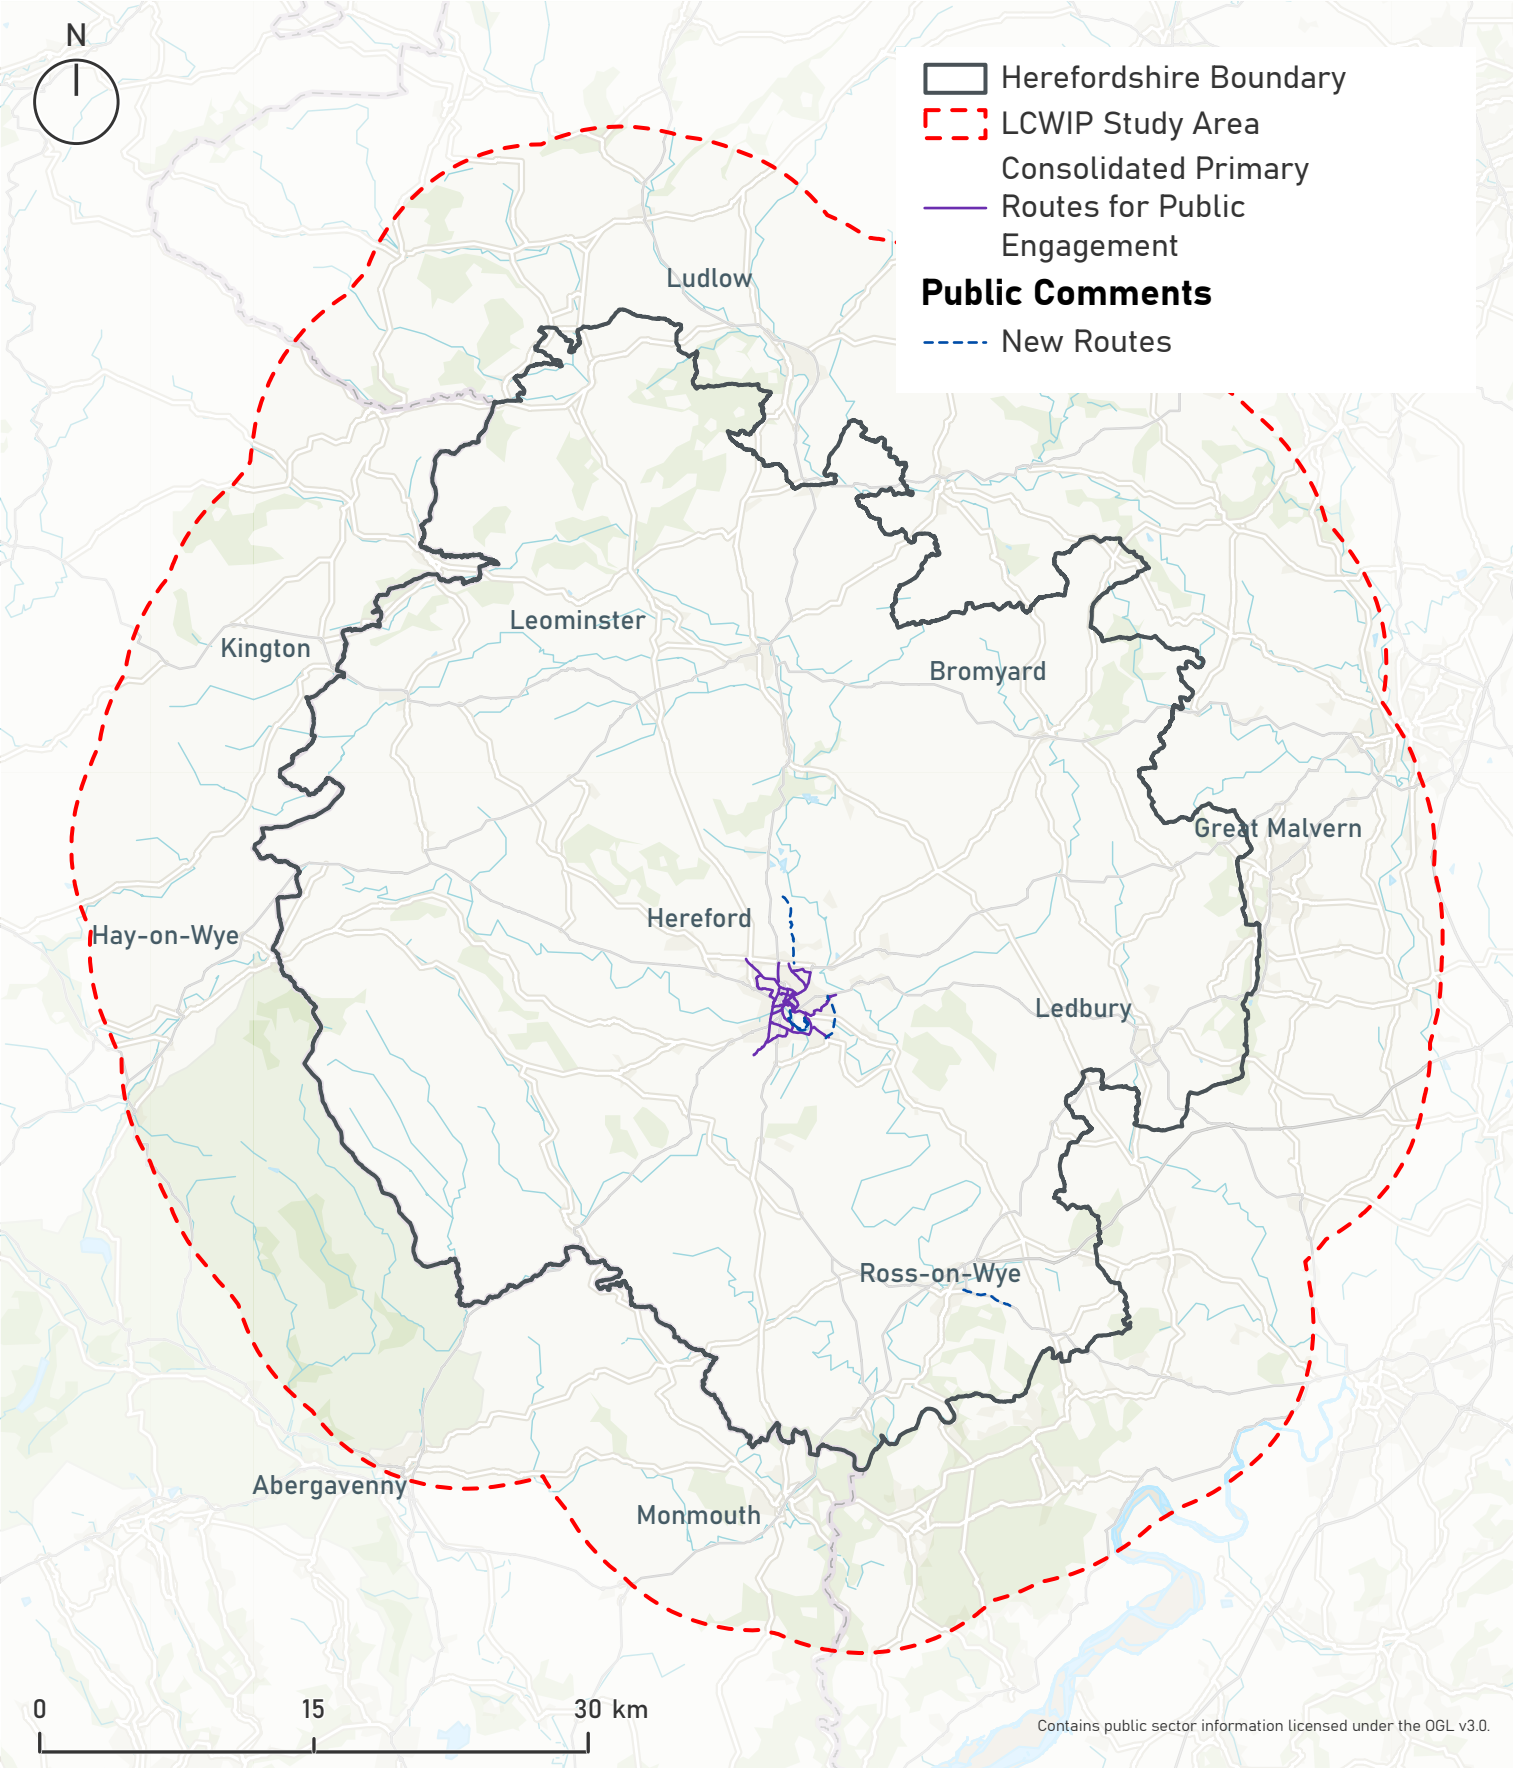 N
Herefordshire Boundary
LCWIP Study Area
Consolidated Primary
Routes for Public
Engagement
Public Comments
New Routes
Ludlow
Leominster
Kington
Bromyard
Great Malvern
Hereford
Hay-on-Wye
Ledbury
Ross-on-Wye
Abergavenny
Monmouth
0 15 30 km
Contains public sector information licensed under the OGL v3.0.